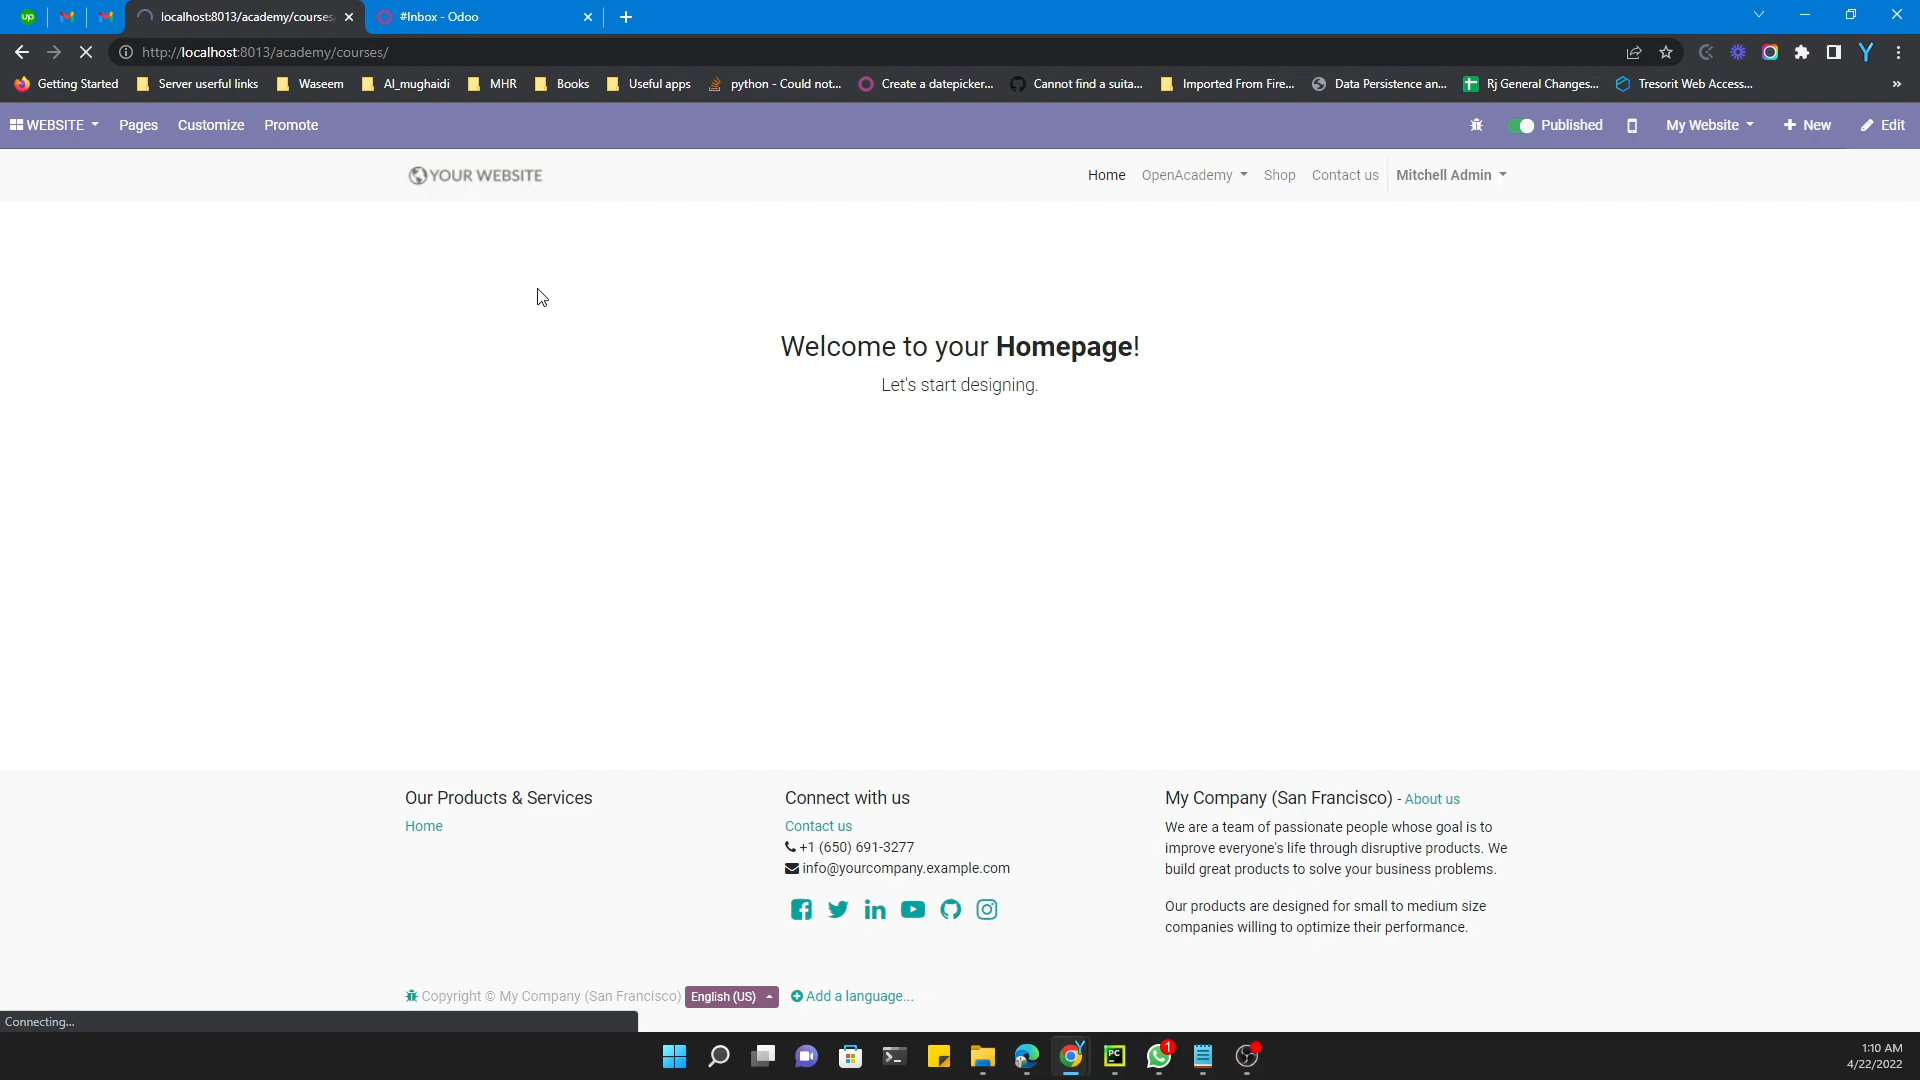 up
localhost:8013/academy/courses
#Inbox - Odoo
http://localhost:8013/academy/courses/
Getting Started
Server userful links
Waseem
Al_mughaidi
MHR
Books
Useful apps
python - Could not...
Create a datepicker...
Cannot find a suita...
Imported From Fire...
Data Persistence an...
Rj General Changes...
Tresorit Web Access...
»
WEBSITE
Pages
Customize
Promote
Published
My Website
New
Edit
YOUR WEBSITE
Home
OpenAcademy
Shop
Contact us
Mitchell Admin
Welcome to your Homepage!
Let's start designing.
Our Products & Services
Home
Connect with us
Contact us
+1 (650) 691-3277
info@yourcompany.example.com
My Company (San Francisco) - About us
We are a team of passionate people whose goal is to
improve everyone's life through disruptive products. We
build great products to solve your business problems.
Our products are designed for small to medium size
companies willing to optimize their performance.
Copyright © My Company (San Francisco)
English (US)
Add a language...
Connecting...
PC
1
1:10 AM
4/22/2022